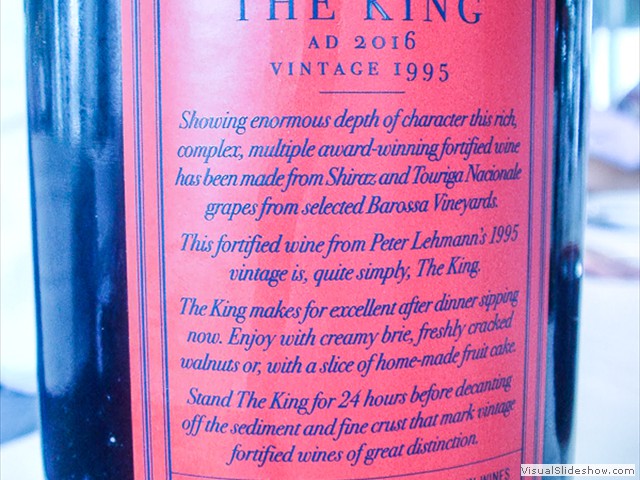 THE KING
AD 2016
VINTAGE 1995
Showing enormous depth of character this rich,
complex, multiple award-winning fortified wine
has been made from Shiraz and Touriga Nacionale
grapes from selected Barossa Vineyards.
This fortified wine from Peter Lehmann's 1995
vintage is, quite simply, The King.
The King makes for excellent after dinner sipping
now. Enjoy with creamy brie, freshly cracked
walnuts or, with a slice of home-made fruit cake.
Stand The King for 24 hours before decanting
off the sediment and fine crust that mark vintage
fortified wines of great distinction.
WINES
VisualSlideshow.com